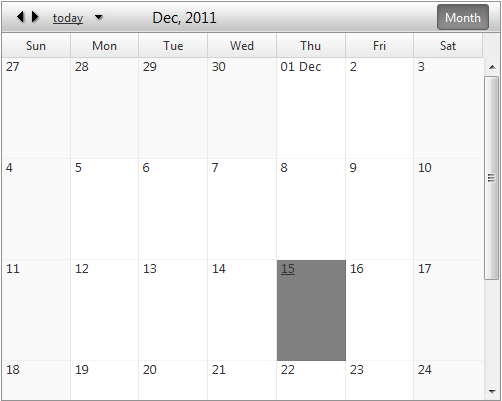 today Dec, 2011 Month
Sun Mon Tue Wed Thu Fri Sat
27 28 29 30 01 Dec 2 3
4 5 6 7 8 9 10
11 12 13 14 15 16 17
18 19 20 21 22 23 24